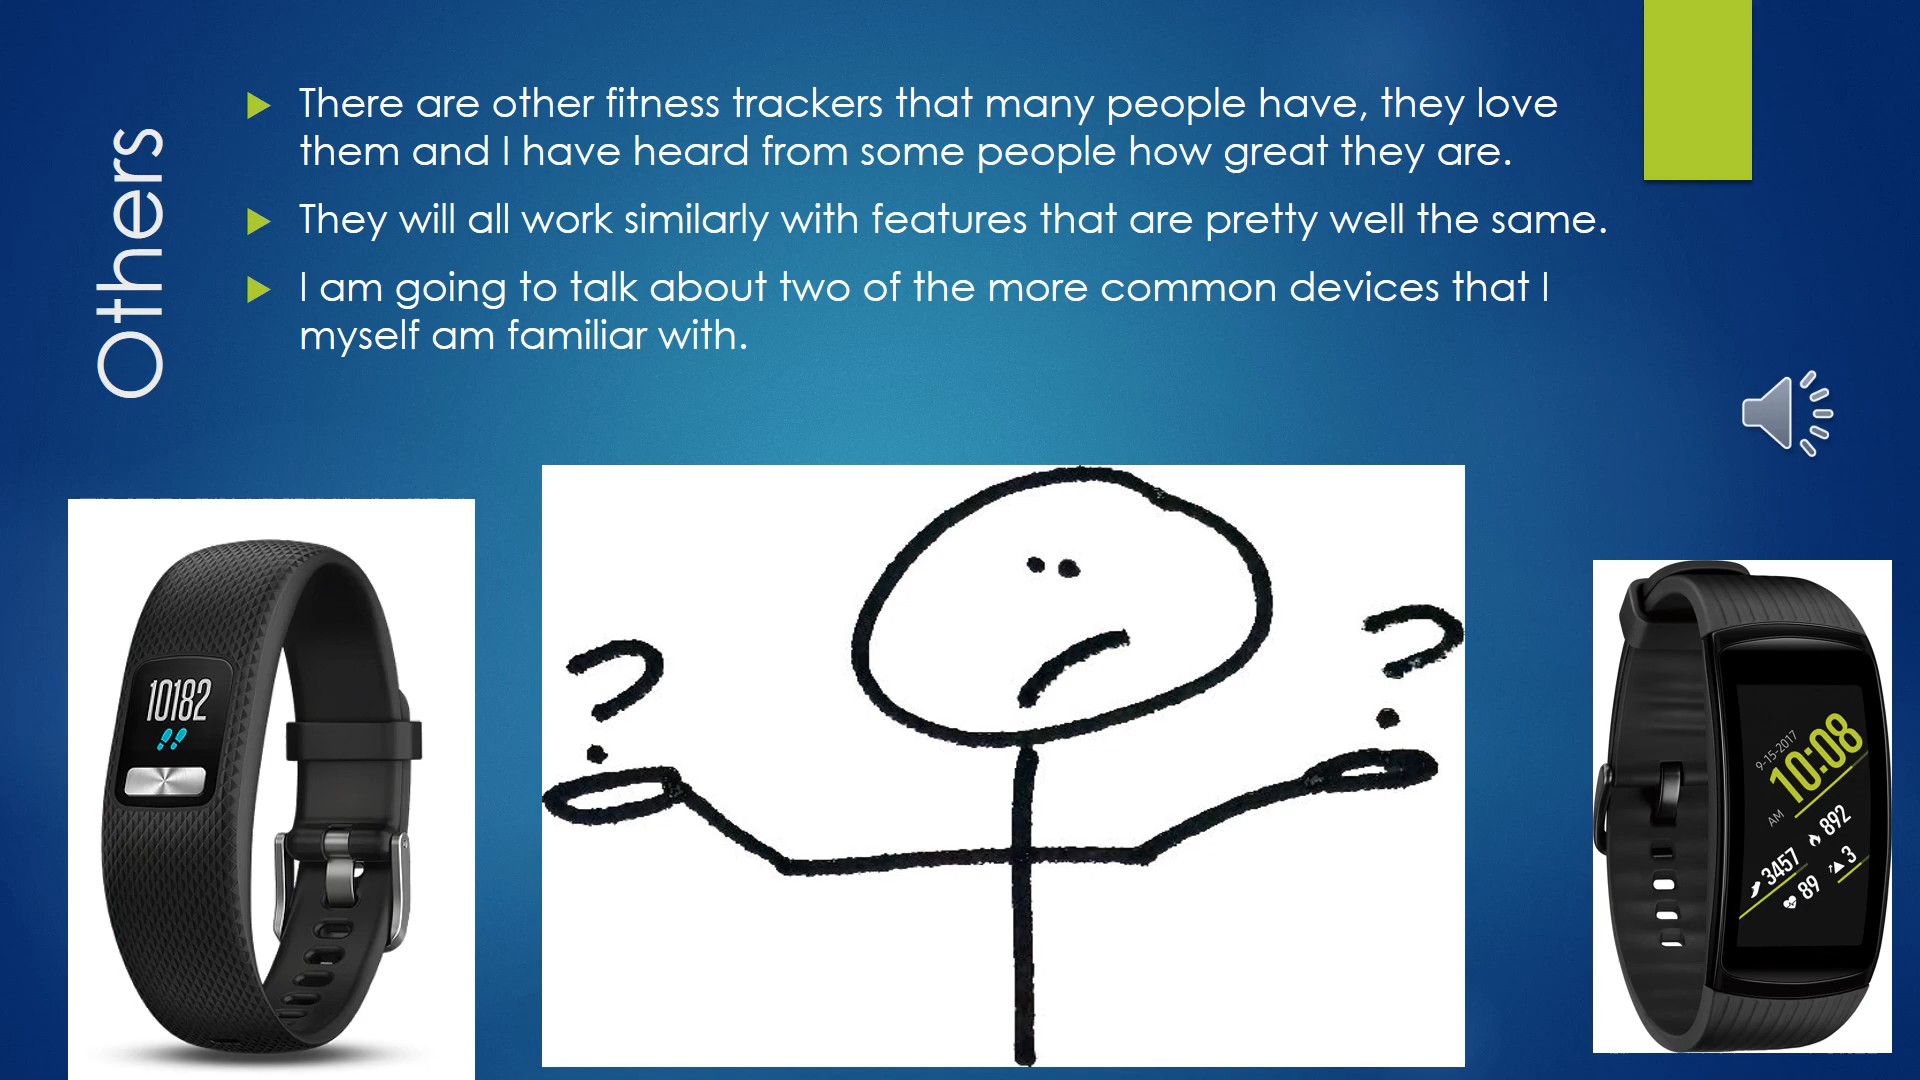 Others
There are other fitness trackers that many people have, they love
them and I have heard from some people how great they are.
They will all work similarly with features that are pretty well the same.
I am going to talk about two of the more common devices that I
myself am familiar with.
10182
? ?
9-15-2017
10:08
AM
892
3457
3
89